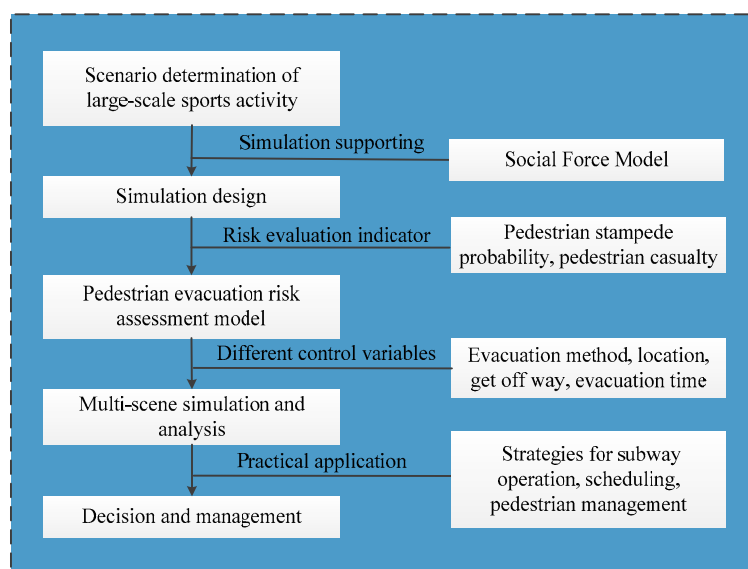 Scenario determination of
large-scale sports activity
Simulation supporting
Social Force Model
Simulation design
Risk evaluation indicator
Pedestrian stampede
probability, pedestrian casualty
Pedestrian evacuation risk
assessment model
Different control variables
Evacuation method, location,
get off way, evacuation time
Multi-scene simulation and
analysis
Practical application
Strategies for subway
operation, scheduling,
pedestrian management
Decision and management